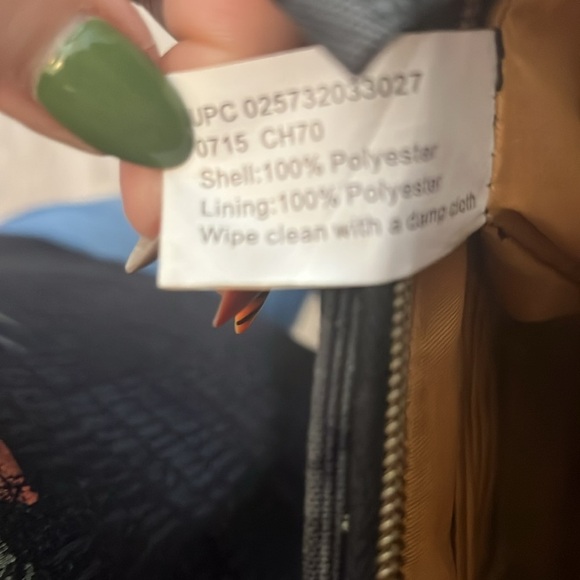 UPC 025732033027
0715 CH70
Shell:100% Polyester
Lining:100% Polyester
Wipe clean with a damp cloth